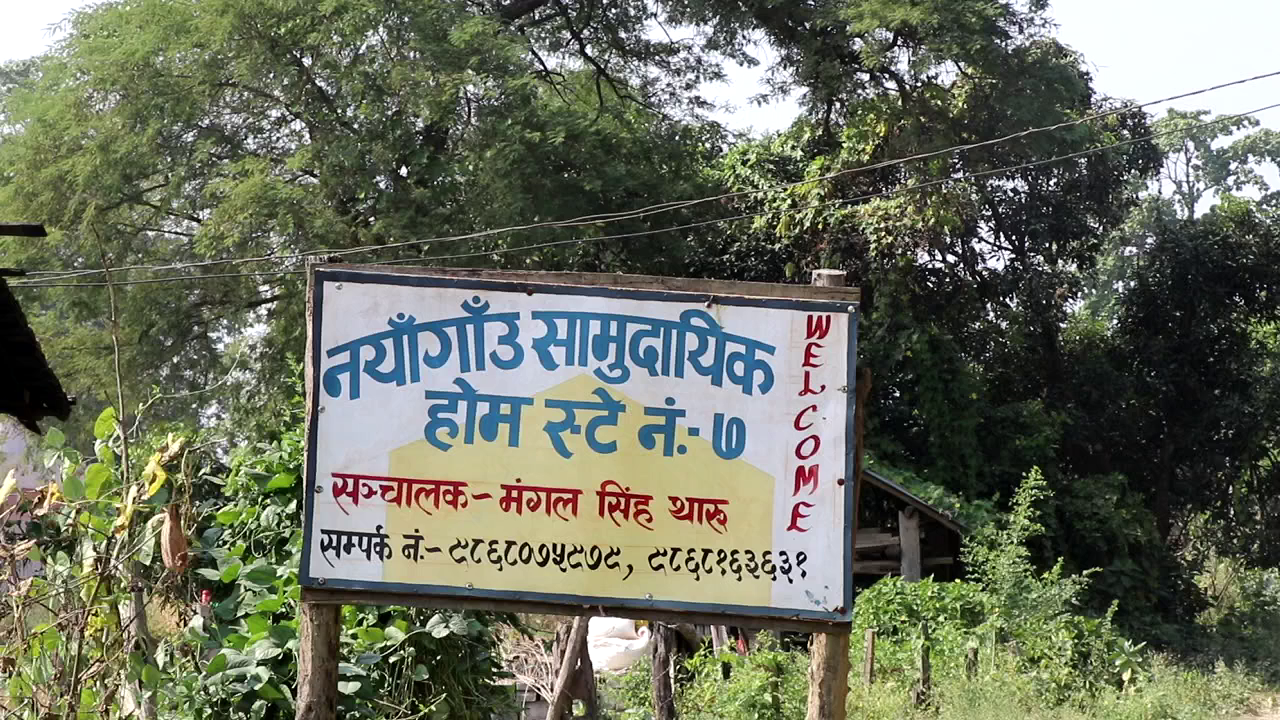 नयाँगाँउ सामुदायिक
होम स्टे नं.- ७
सञ्चालक - मंगल सिंह थारू
सम्पर्क नं.- ९८६८०७५९७९, ९८६८१६३६३१
WELCOME